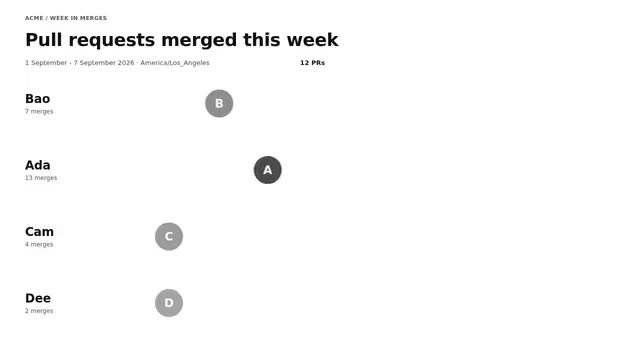 ACME / WEEK IN MERGES
Pull requests merged this week
1 September - 7 September 2026 · America/Los_Angeles
12 PRs
Bao
7 merges
B
Ada
13 merges
A
Cam
4 merges
C
Dee
2 merges
D